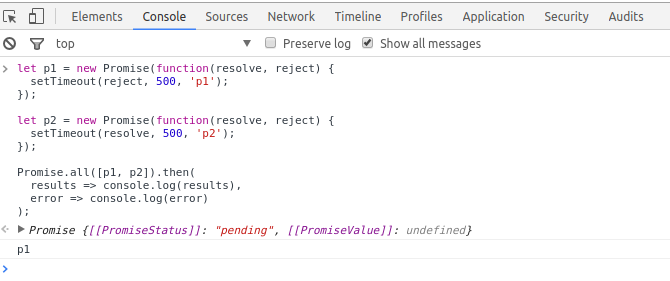 Elements Console Sources Network Timeline Profiles Application Security Audits
top Preserve log Show all messages
let p1 = new Promise(function(resolve, reject) {
  setTimeout(reject, 500, 'p1');
});

let p2 = new Promise(function(resolve, reject) {
  setTimeout(resolve, 500, 'p2');
});

Promise.all([p1, p2]).then(
  results => console.log(results),
  error => console.log(error)
);
Promise {[[PromiseStatus]]: "pending", [[PromiseValue]]: undefined}
p1